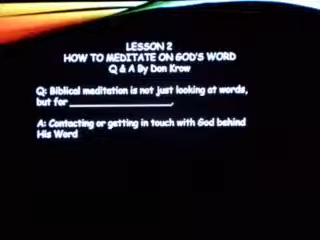 LESSON 2
HOW TO MEDITATE ON GOD'S WORD
Q & A By Don Krow
Q: Biblical meditation is not just looking at words,
but for ____________________.
A: Contacting or getting in touch with God behind
His Word